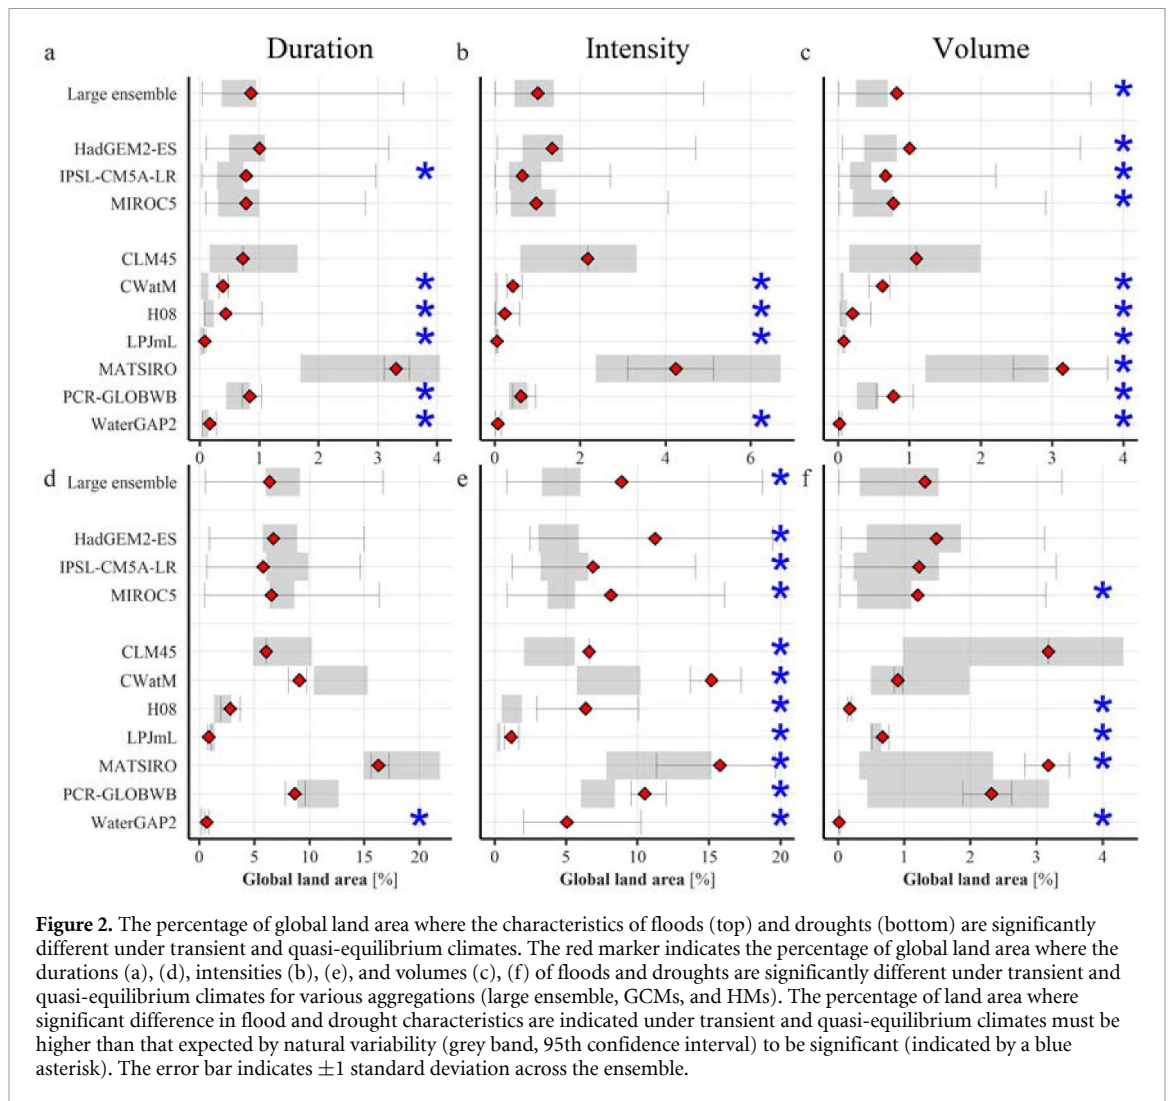 a Duration b Intensity c Volume
Large ensemble
HadGEM2-ES
IPSL-CM5A-LR
MIROC5
CLM45
CWatM
H08
LPJmL
MATSIRO
PCR-GLOBWB
WaterGAP2
0 1 2 3 4 0 2 4 6 0 1 2 3 4
d e f
Large ensemble
HadGEM2-ES
IPSL-CM5A-LR
MIROC5
CLM45
CWatM
H08
LPJmL
MATSIRO
PCR-GLOBWB
WaterGAP2
0 5 10 15 20 0 5 10 15 20 0 1 2 3 4
Global land area [%] Global land area [%] Global land area [%]
Figure 2. The percentage of global land area where the characteristics of floods (top) and droughts (bottom) are significantly
different under transient and quasi-equilibrium climates. The red marker indicates the percentage of global land area where the
durations (a), (d), intensities (b), (e), and volumes (c), (f) of floods and droughts are significantly different under transient and
quasi-equilibrium climates for various aggregations (large ensemble, GCMs, and HMs). The percentage of land area where
significant difference in flood and drought characteristics are indicated under transient and quasi-equilibrium climates must be
higher than that expected by natural variability (grey band, 95th confidence interval) to be significant (indicated by a blue
asterisk). The error bar indicates ±1 standard deviation across the ensemble.